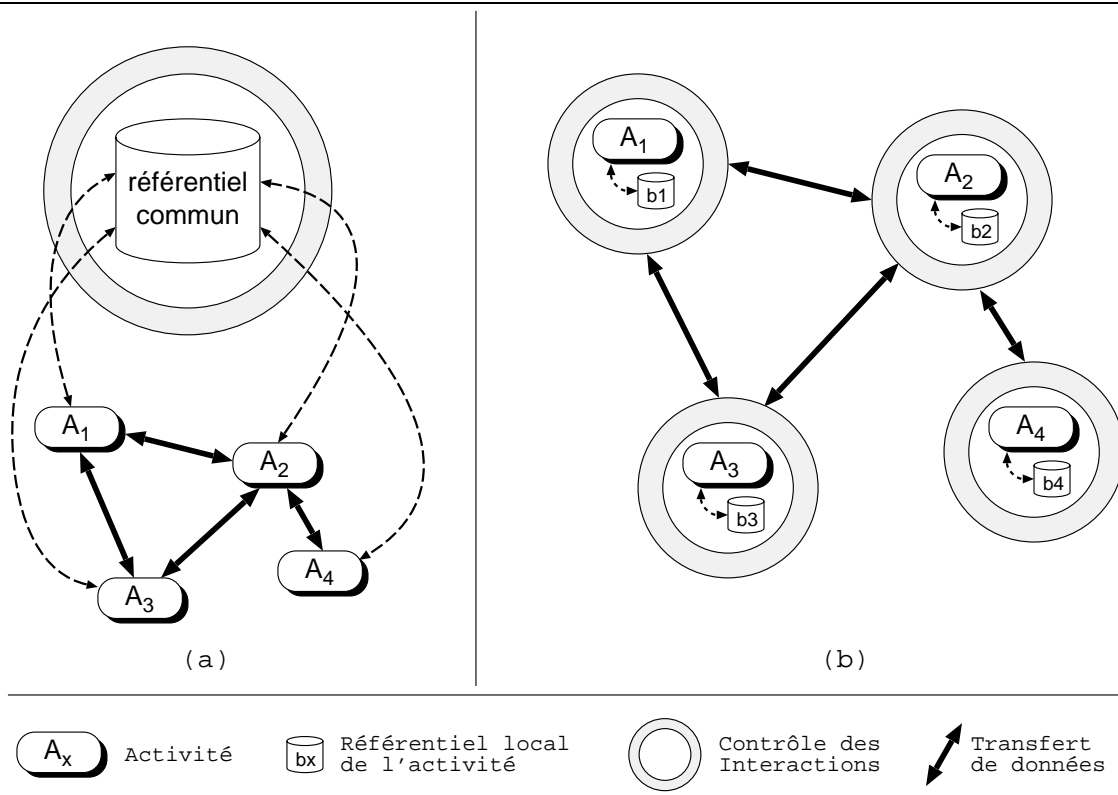 référentiel
commun
A1
A2
A3
A4
(a)
A1
b1
A2
b2
A3
b3
A4
b4
(b)
Ax
Activité
bx
Référentiel local
de l'activité
Contrôle des
Interactions
Transfert
de données